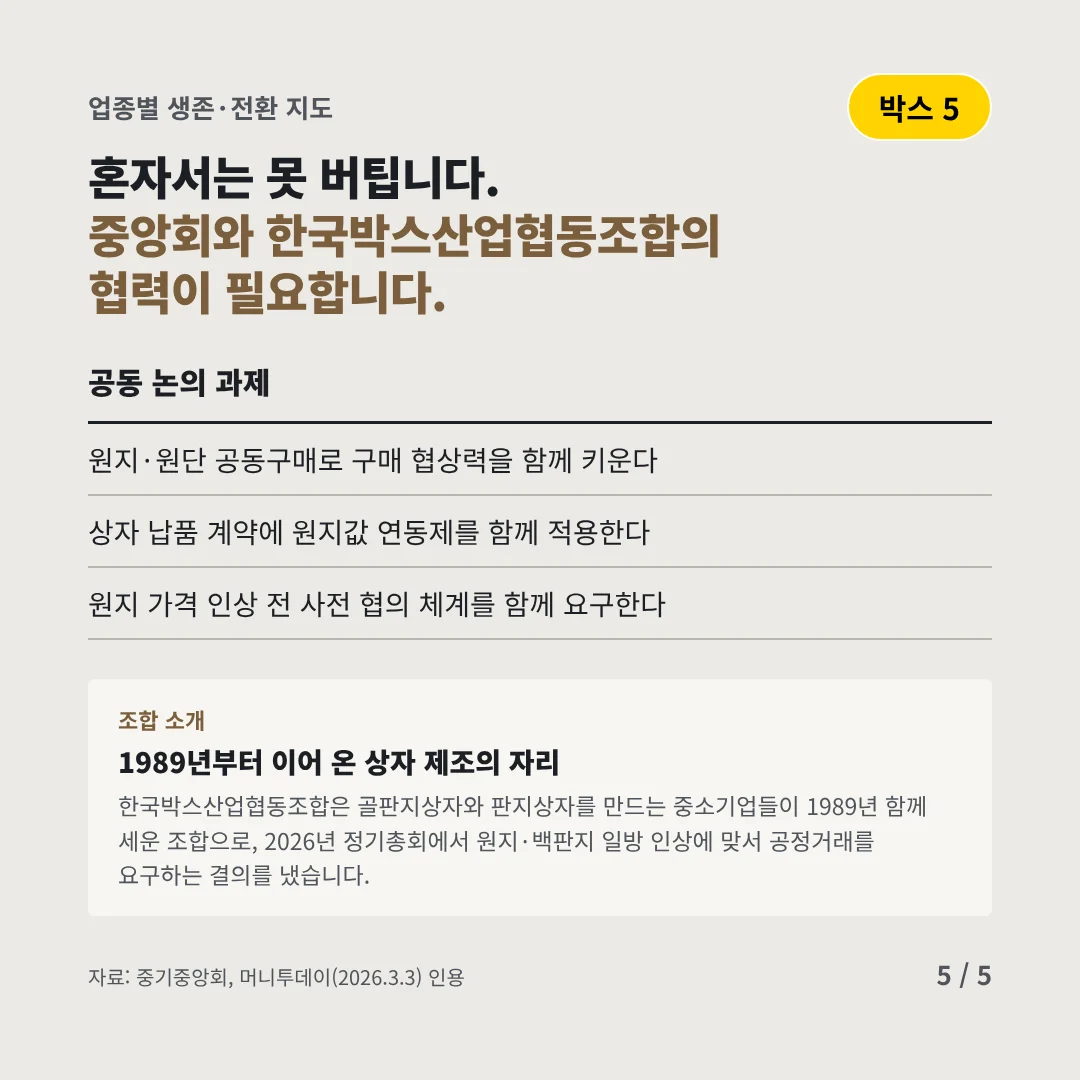 업종별 생존·전환 지도
박스 5
혼자서는 못 버팁니다.
중앙회와 한국박스산업협동조합의
협력이 필요합니다.
공동 논의 과제
원지·원단 공동구매로 구매 협상력을 함께 키운다
상자 납품 계약에 원지값 연동제를 함께 적용한다
원지 가격 인상 전 사전 협의 체계를 함께 요구한다
조합 소개
1989년부터 이어 온 상자 제조의 자리
한국박스산업협동조합은 골판지상자와 판지상자를 만드는 중소기업들이 1989년 함께
세운 조합으로, 2026년 정기총회에서 원지·백판지 일방 인상에 맞서 공정거래를
요구하는 결의를 냈습니다.
자료: 중기중앙회, 머니투데이(2026.3.3) 인용
5 / 5